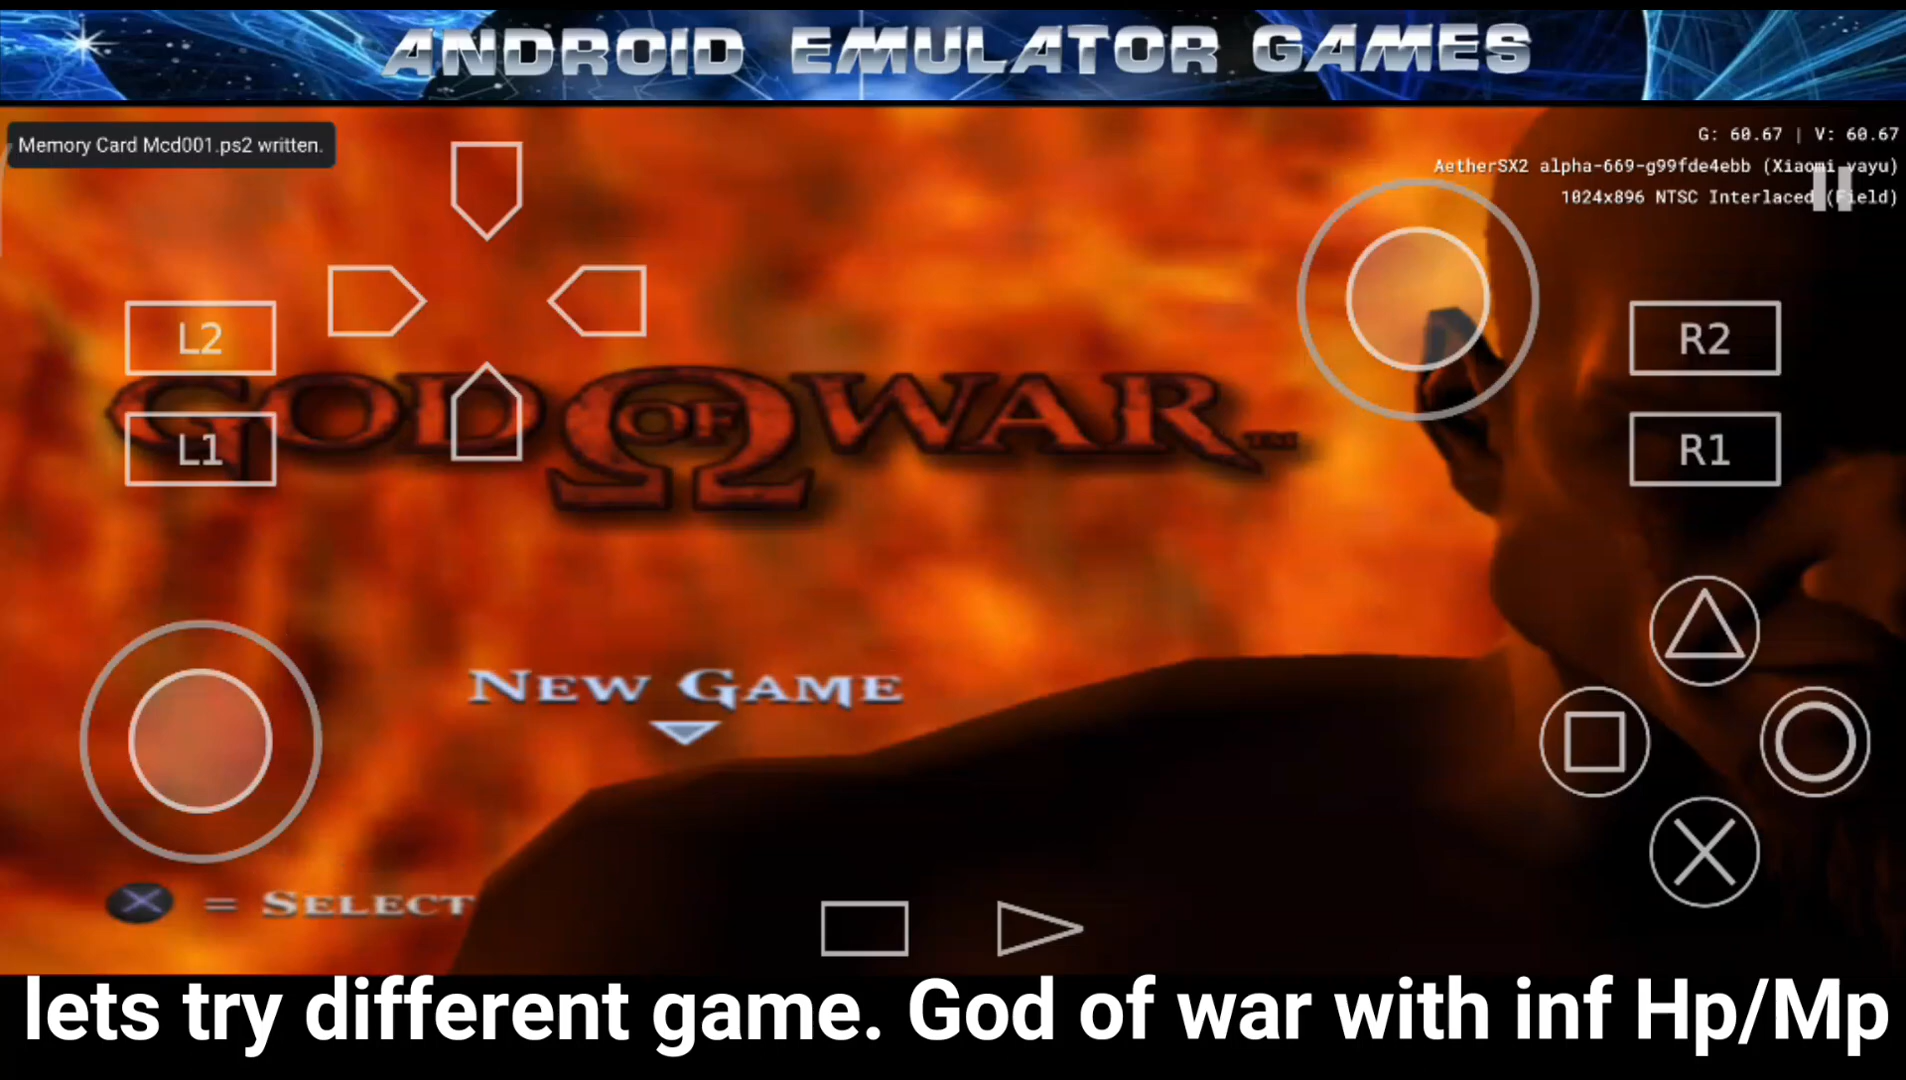 ANDROID EMULATOR GAMES
Memory Card Mcd001.ps2 written.
G: 60.67 | V: 60.67
AetherSX2 alpha-669-g99fde4ebb (Xiaomi vayu)
1024x896 NTSC Interlaced (Field)
L2
R2
GOD OF WAR™
L1
R1
NEW GAME
= SELECT
lets try different game. God of war with inf Hp/Mp